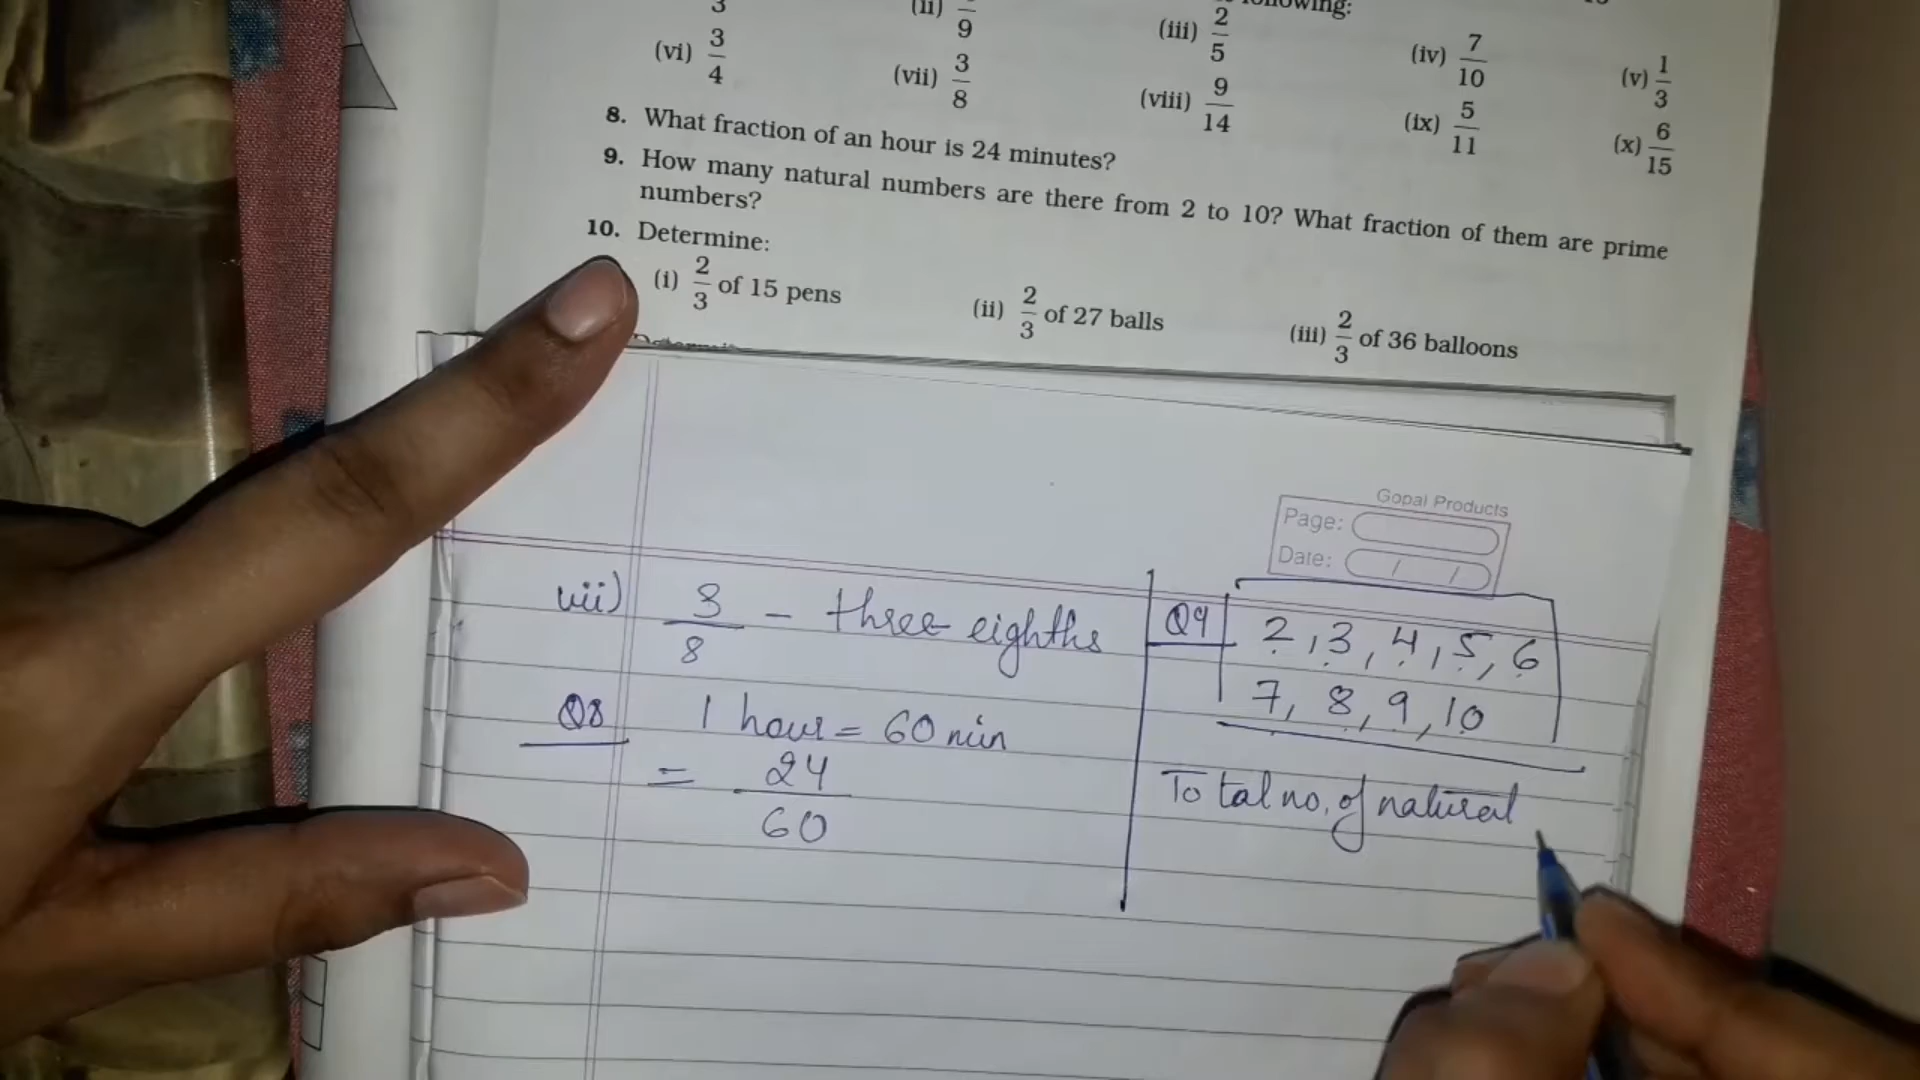 following:
3
(ii) 9
(iii) 2/5
(iv) 7/10
(v) 1/3
(vi) 3/4
(vii) 3/8
(viii) 9/14
(ix) 5/11
(x) 6/15
8. What fraction of an hour is 24 minutes?
9. How many natural numbers are there from 2 to 10? What fraction of them are prime
numbers?
10. Determine:
(i) 2/3 of 15 pens
(ii) 2/3 of 27 balls
(iii) 2/3 of 36 balloons
Gopal Products
Page:
Date: / /
vii) 3/8 - three eighths
Q8 1 hour = 60 min
= 24/60
Q9 2, 3, 4, 5, 6
7, 8, 9, 10
Total no. of natural